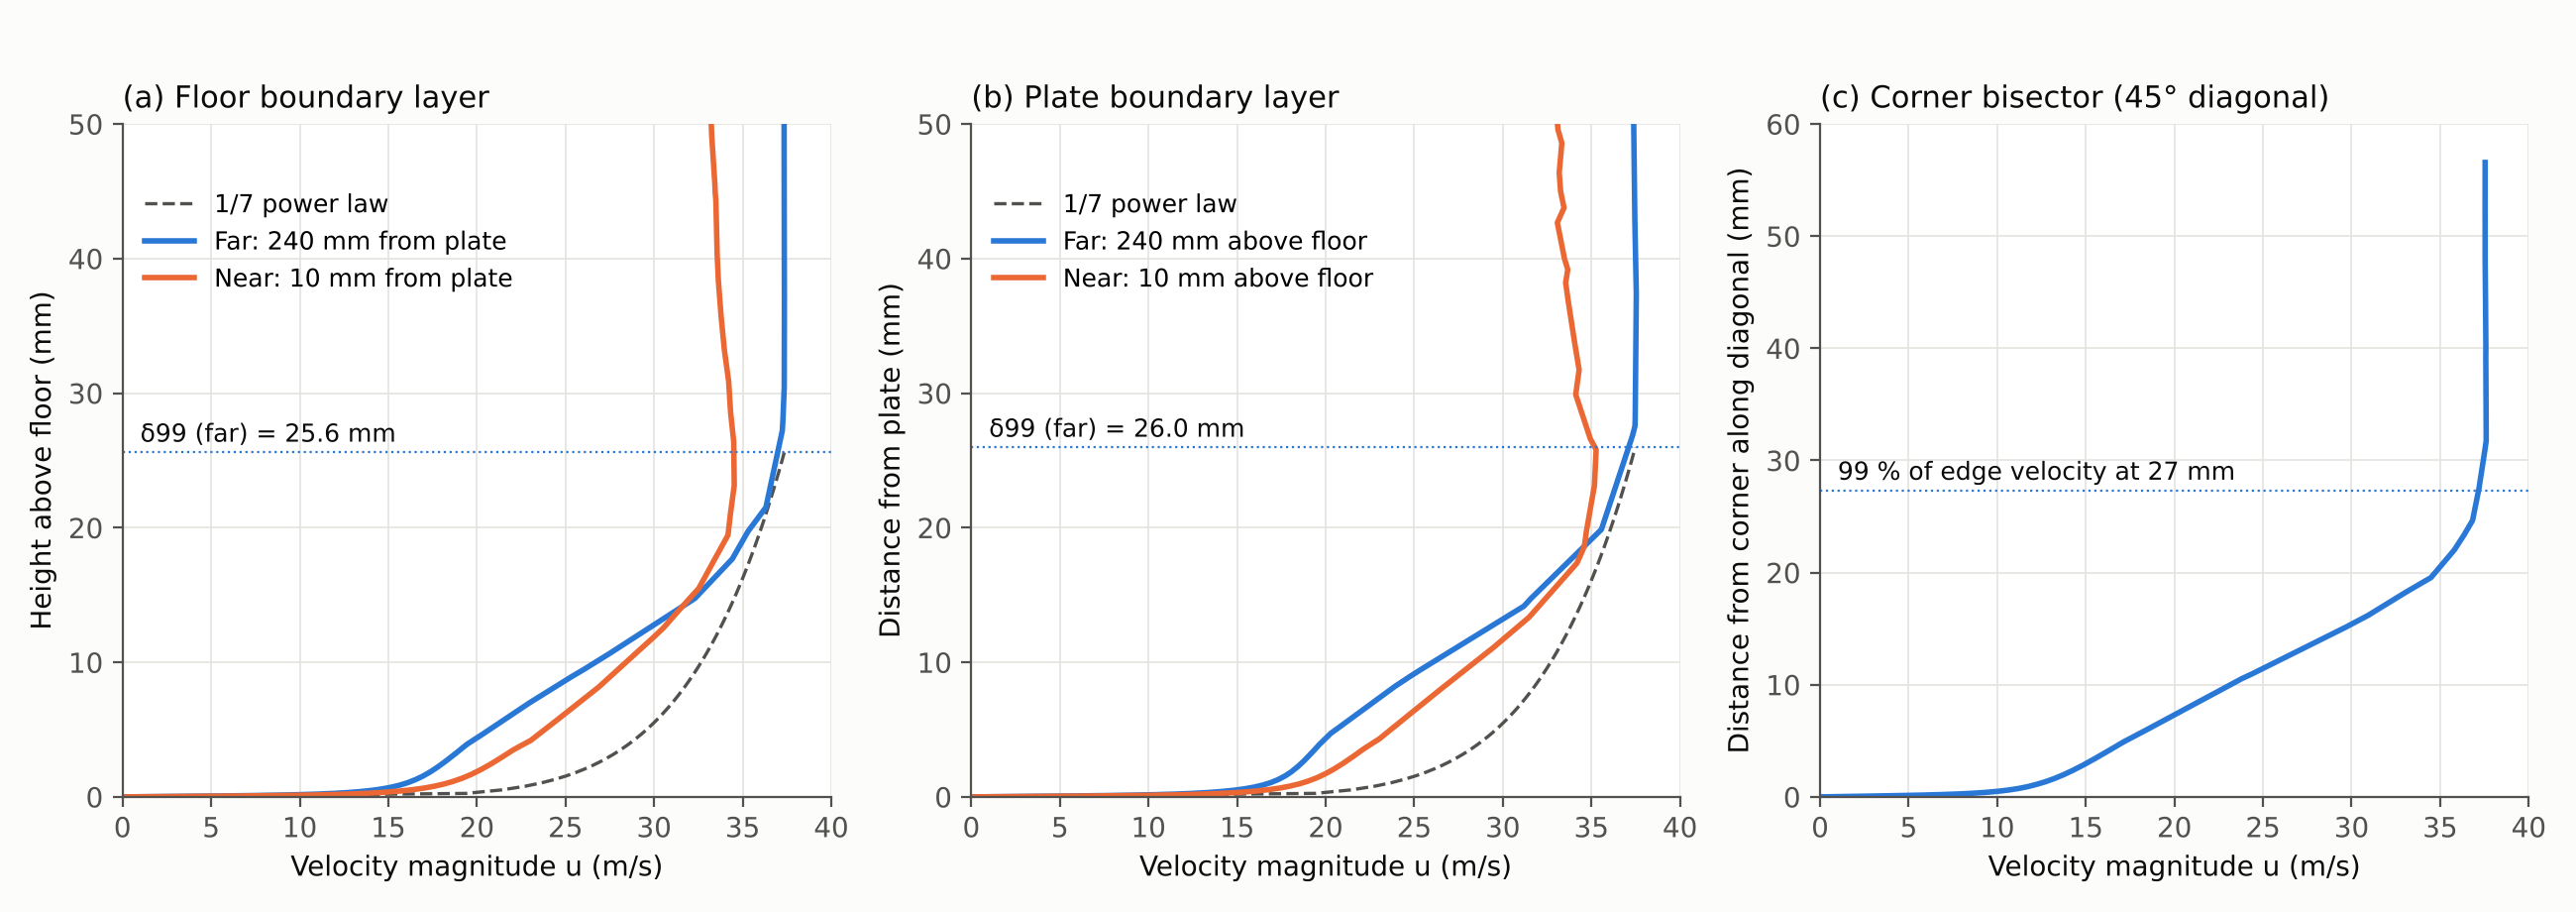 (a) Floor boundary layer
Height above floor (mm)
50
40
30
20
10
0
1/7 power law
Far: 240 mm from plate
Near: 10 mm from plate
δ99 (far) = 25.6 mm
0 5 10 15 20 25 30 35 40
Velocity magnitude u (m/s)
(b) Plate boundary layer
Distance from plate (mm)
50
40
30
20
10
0
1/7 power law
Far: 240 mm above floor
Near: 10 mm above floor
δ99 (far) = 26.0 mm
0 5 10 15 20 25 30 35 40
Velocity magnitude u (m/s)
(c) Corner bisector (45° diagonal)
Distance from corner along diagonal (mm)
60
50
40
30
20
10
0
99 % of edge velocity at 27 mm
0 5 10 15 20 25 30 35 40
Velocity magnitude u (m/s)